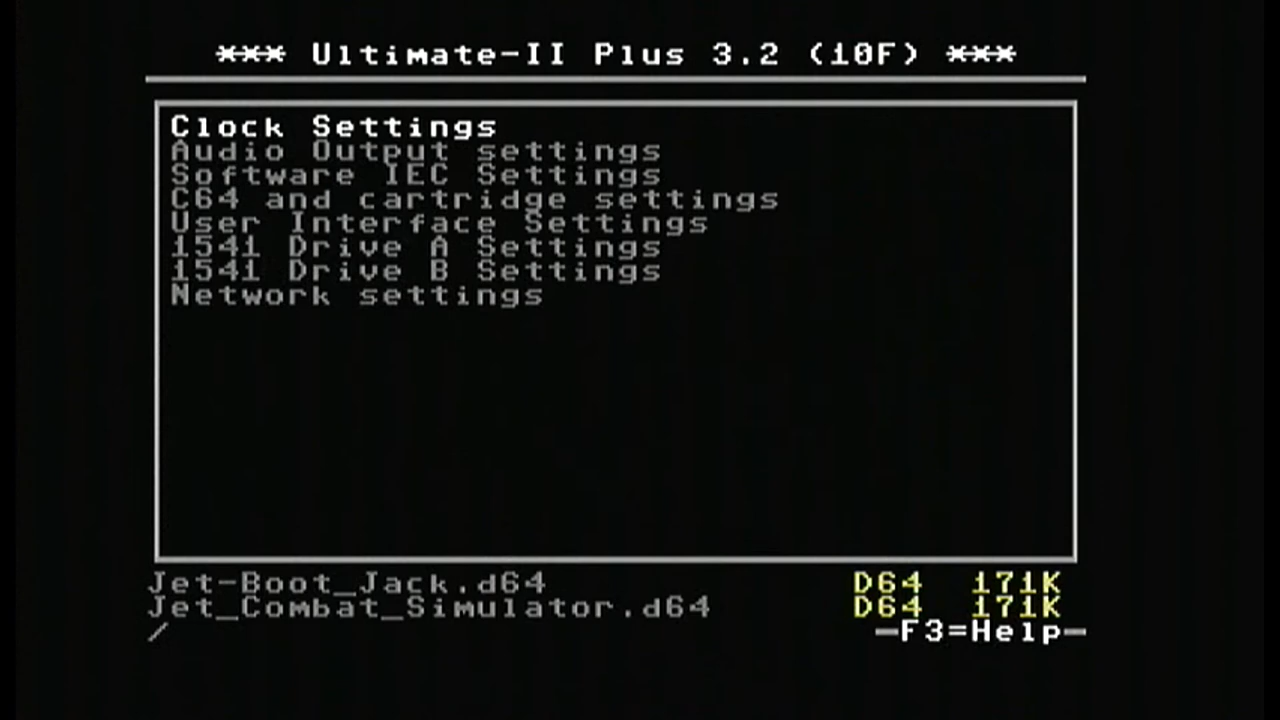 *** Ultimate-II Plus 3.2 (10F) ***
Clock Settings
Audio Output settings
Software IEC Settings
C64 and cartridge settings
User Interface Settings
1541 Drive A Settings
1541 Drive B Settings
Network settings
Jet-Boot_Jack.d64 D64 171K
Jet_Combat_Simulator.d64 D64 171K
/ F3=Help